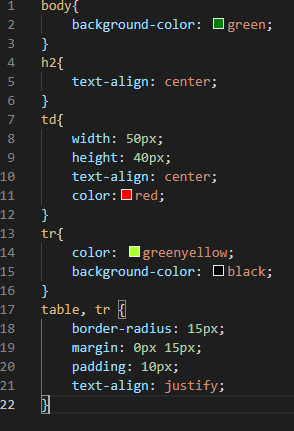 1 body{
2     background-color: green;
3 }
4 h2{
5     text-align: center;
6 }
7 td{
8     width: 50px;
9     height: 40px;
10     text-align: center;
11     color:red;
12 }
13 tr{
14     color: greenyellow;
15     background-color: black;
16 }
17 table, tr {
18     border-radius: 15px;
19     margin: 0px 15px;
20     padding: 10px;
21     text-align: justify;
22 }